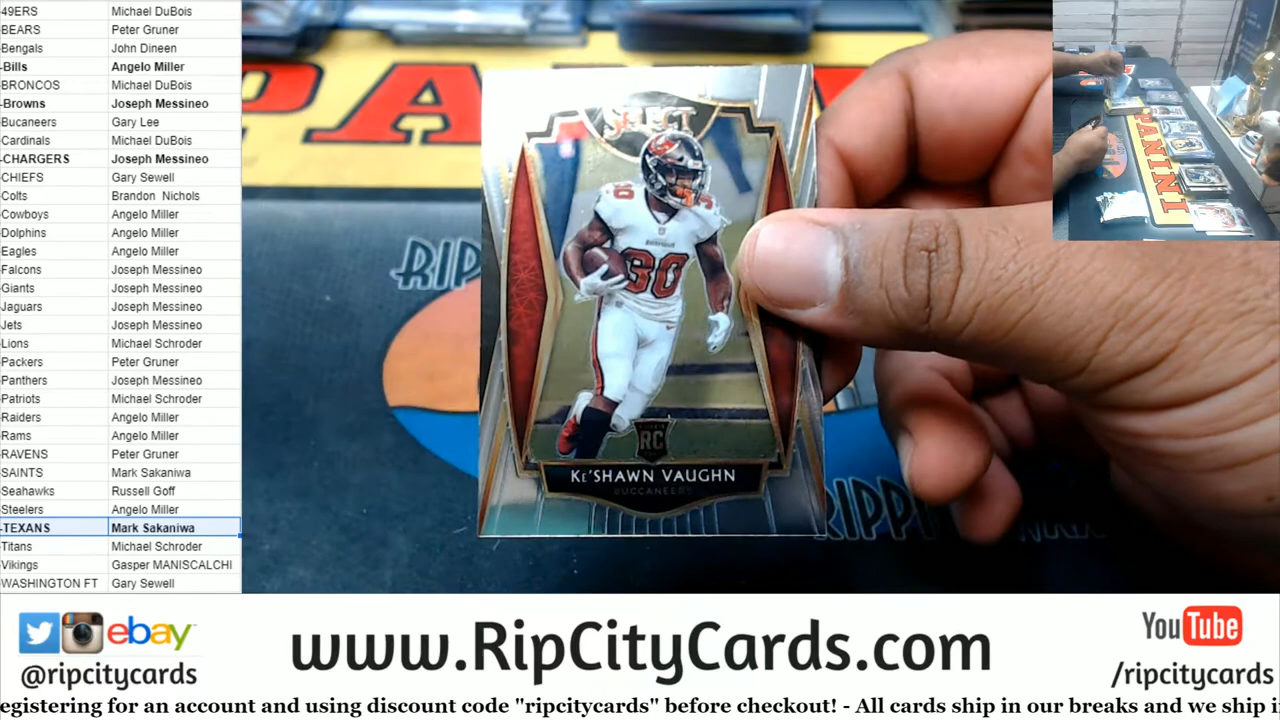 49ERS Michael DuBois
-BEARS Peter Gruner
-Bengals John Dineen
-Bills Angelo Miller
-BRONCOS Michael DuBois
-Browns Joseph Messineo
-Bucaneers Gary Lee
-Cardinals Michael DuBois
-CHARGERS Joseph Messineo
-CHIEFS Gary Sewell
-Colts Brandon Nichols
-Cowboys Angelo Miller
-Dolphins Angelo Miller
-Eagles Angelo Miller
-Falcons Joseph Messineo
-Giants Joseph Messineo
-Jaguars Joseph Messineo
-Jets Joseph Messineo
-Lions Michael Schroder
-Packers Peter Gruner
-Panthers Joseph Messineo
-Patriots Michael Schroder
-Raiders Angelo Miller
-Rams Angelo Miller
-RAVENS Peter Gruner
-SAINTS Mark Sakaniwa
-Seahawks Russell Goff
-Steelers Angelo Miller
-TEXANS Mark Sakaniwa
-Titans Michael Schroder
-Vikings Gasper MANISCALCHI
-WASHINGTON FT Gary Sewell
SELECT
30
RC
KE'SHAWN VAUGHN
BUCCANEERS
RIP
RIPP
PANINI
ebay
@ripcitycards
www.RipCityCards.com
YouTube
/ripcitycards
egistering for an account and using discount code "ripcitycards" before checkout! - All cards ship in our breaks and we ship i